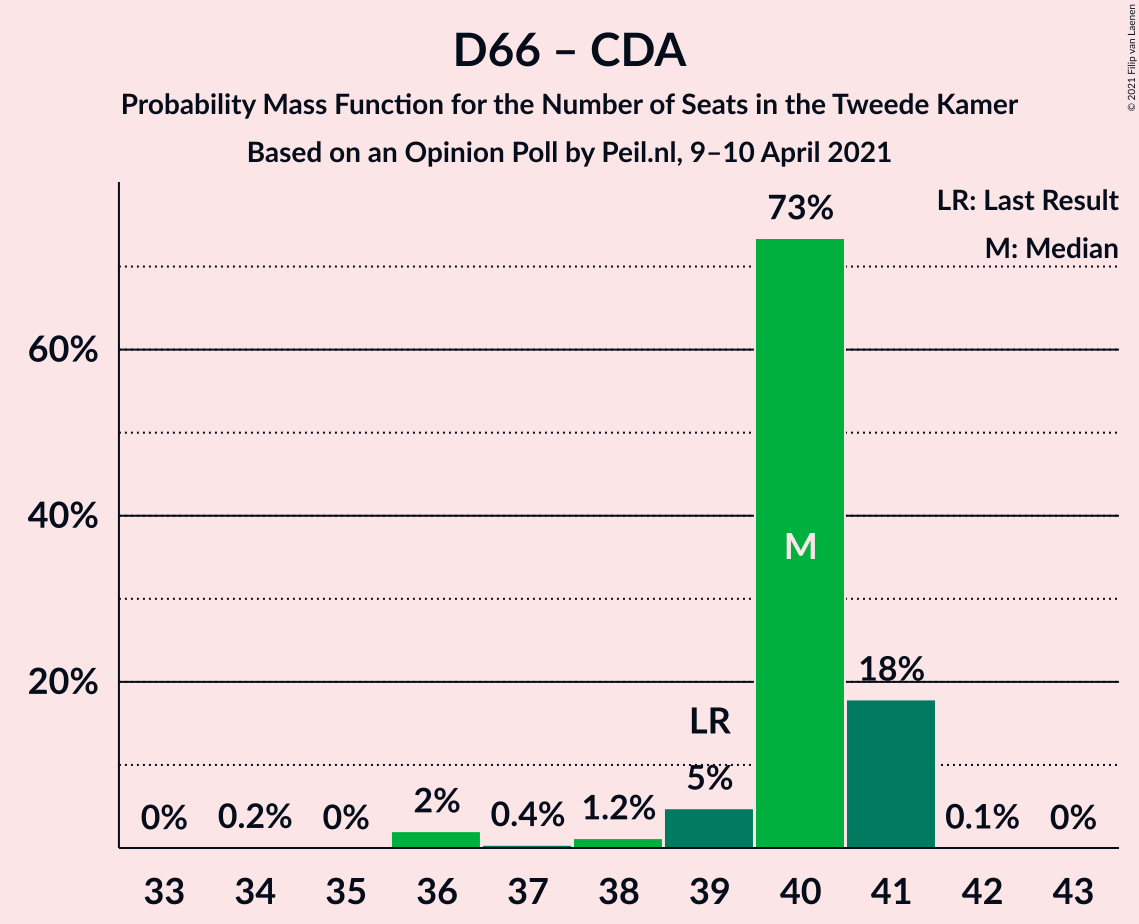 D66 – CDA
Probability Mass Function for the Number of Seats in the Tweede Kamer
Based on an Opinion Poll by Peil.nl, 9–10 April 2021
© 2021 Filip van Laenen
LR: Last Result
M: Median
60%
40%
20%
0%
0.2%
0%
2%
0.4%
1.2%
LR
5%
73%
M
18%
0.1%
0%
33 34 35 36 37 38 39 40 41 42 43